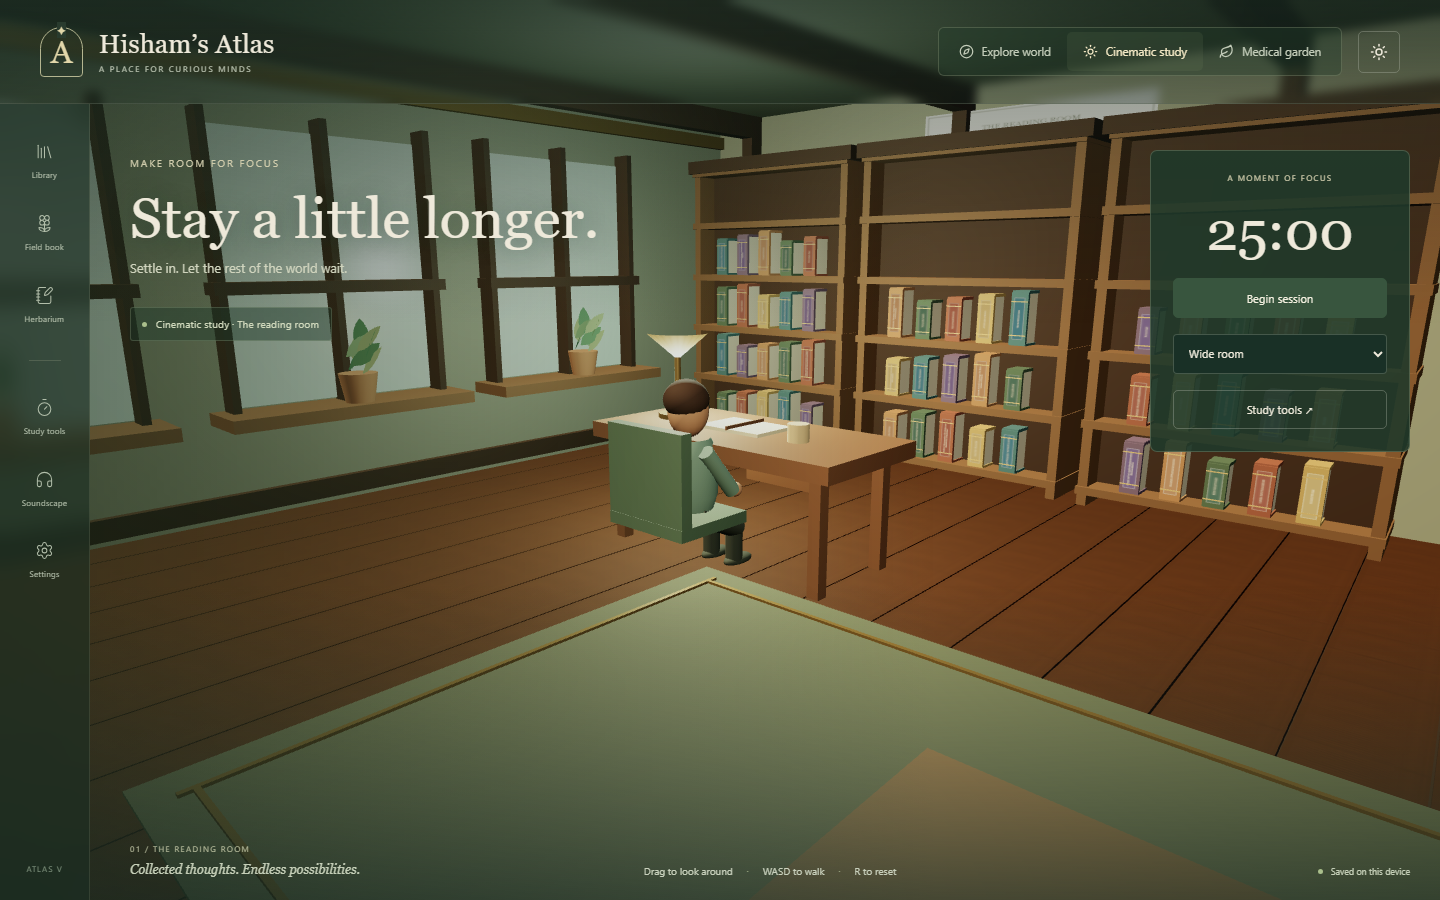 A
Hisham's Atlas
A PLACE FOR CURIOUS MINDS
Explore world
Cinematic study
Medical garden
Library
Field book
Herbarium
Study tools
Soundscape
Settings
ATLAS V
MAKE ROOM FOR FOCUS
Stay a little longer.
Settle in. Let the rest of the world wait.
Cinematic study · The reading room
THE READING ROOM
A MOMENT OF FOCUS
25:00
Begin session
Wide room
Study tools ↗
01 / THE READING ROOM
Collected thoughts. Endless possibilities.
Drag to look around · WASD to walk · R to reset
Saved on this device